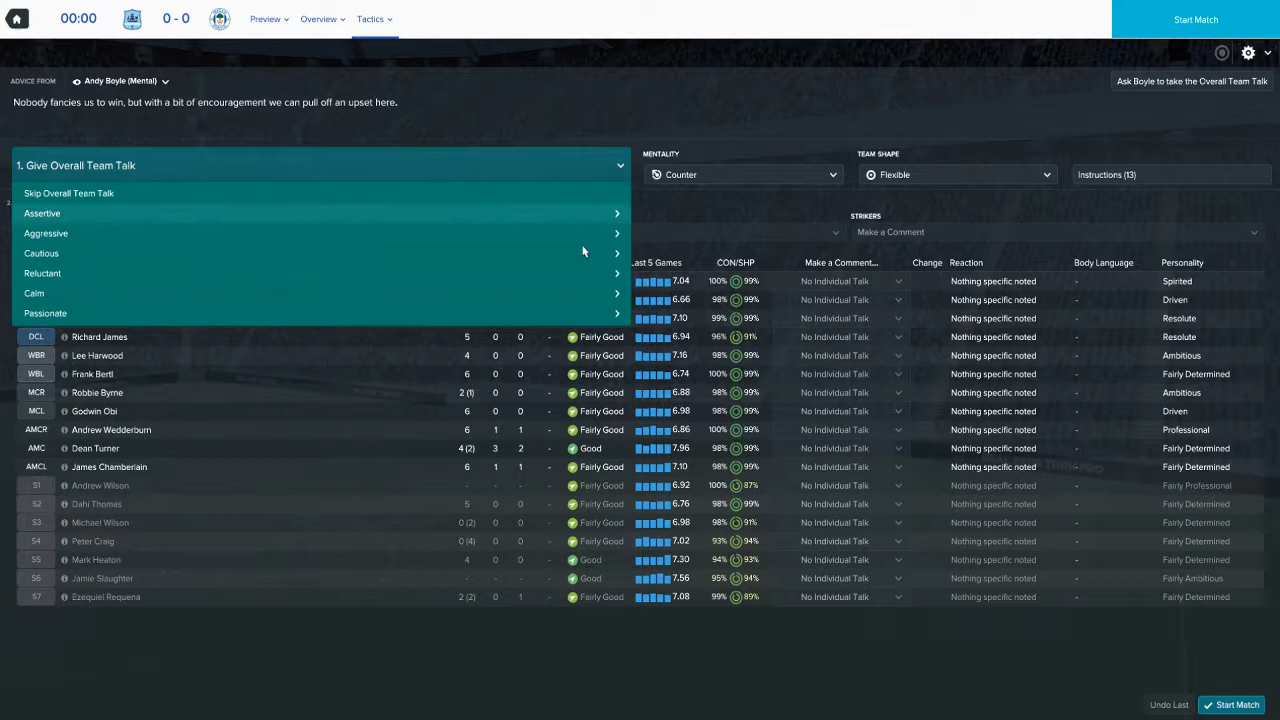 00:00 0 - 0 Preview Overview Tactics Start Match
ADVICE FROM Andy Boyle (Mental) Ask Boyle to take the Overall Team Talk
Nobody fancies us to win, but with a bit of encouragement we can pull off an upset here.
MENTALITY TEAM SHAPE
1. Give Overall Team Talk Counter Flexible Instructions (13)
Skip Overall Team Talk
2.
Assertive STRIKERS
Aggressive Make a Comment
Cautious Last 5 Games CON/SHP Make a Comment... Change Reaction Body Language Personality
Reluctant 7.04 100% 99% No Individual Talk Nothing specific noted - Spirited
Calm 6.66 98% 99% No Individual Talk Nothing specific noted - Driven
Passionate 7.10 99% 99% No Individual Talk Nothing specific noted - Resolute
DCL Richard James 5 0 0 - Fairly Good 6.94 96% 91% No Individual Talk Nothing specific noted - Resolute
WBR Lee Harwood 4 0 0 - Fairly Good 7.16 98% 99% No Individual Talk Nothing specific noted - Ambitious
WBL Frank Bertl 6 0 0 - Fairly Good 6.74 100% 99% No Individual Talk Nothing specific noted - Fairly Determined
MCR Robbie Byrne 2 (1) 0 0 - Fairly Good 6.88 98% 99% No Individual Talk Nothing specific noted - Ambitious
MCL Godwin Obi 6 0 0 - Fairly Good 6.98 98% 99% No Individual Talk Nothing specific noted - Driven
AMCR Andrew Wedderburn 6 1 1 - Fairly Good 6.86 100% 99% No Individual Talk Nothing specific noted - Professional
AMC Dean Turner 4 (2) 3 2 - Good 7.96 98% 99% No Individual Talk Nothing specific noted - Fairly Determined
AMCL James Chamberlain 6 1 1 - Fairly Good 7.10 98% 99% No Individual Talk Nothing specific noted - Fairly Determined
S1 Andrew Wilson - - - - Fairly Good 6.92 100% 87% No Individual Talk Nothing specific noted - Fairly Professional
S2 Dahi Thomas 5 0 0 - Fairly Good 6.76 98% 99% No Individual Talk Nothing specific noted - Fairly Determined
S3 Michael Wilson 0 (2) 0 0 - Fairly Good 6.98 98% 91% No Individual Talk Nothing specific noted - Fairly Determined
S4 Peter Craig 0 (4) 0 0 - Fairly Good 7.02 93% 94% No Individual Talk Nothing specific noted - Fairly Determined
S5 Mark Heaton 4 0 0 - Good 7.30 94% 93% No Individual Talk Nothing specific noted - Fairly Determined
S6 Jamie Slaughter - - - - Good 7.56 95% 94% No Individual Talk Nothing specific noted - Fairly Ambitious
S7 Ezequiel Requena 2 (2) 0 1 - Fairly Good 7.08 99% 89% No Individual Talk Nothing specific noted - Fairly Determined
Undo Last Start Match